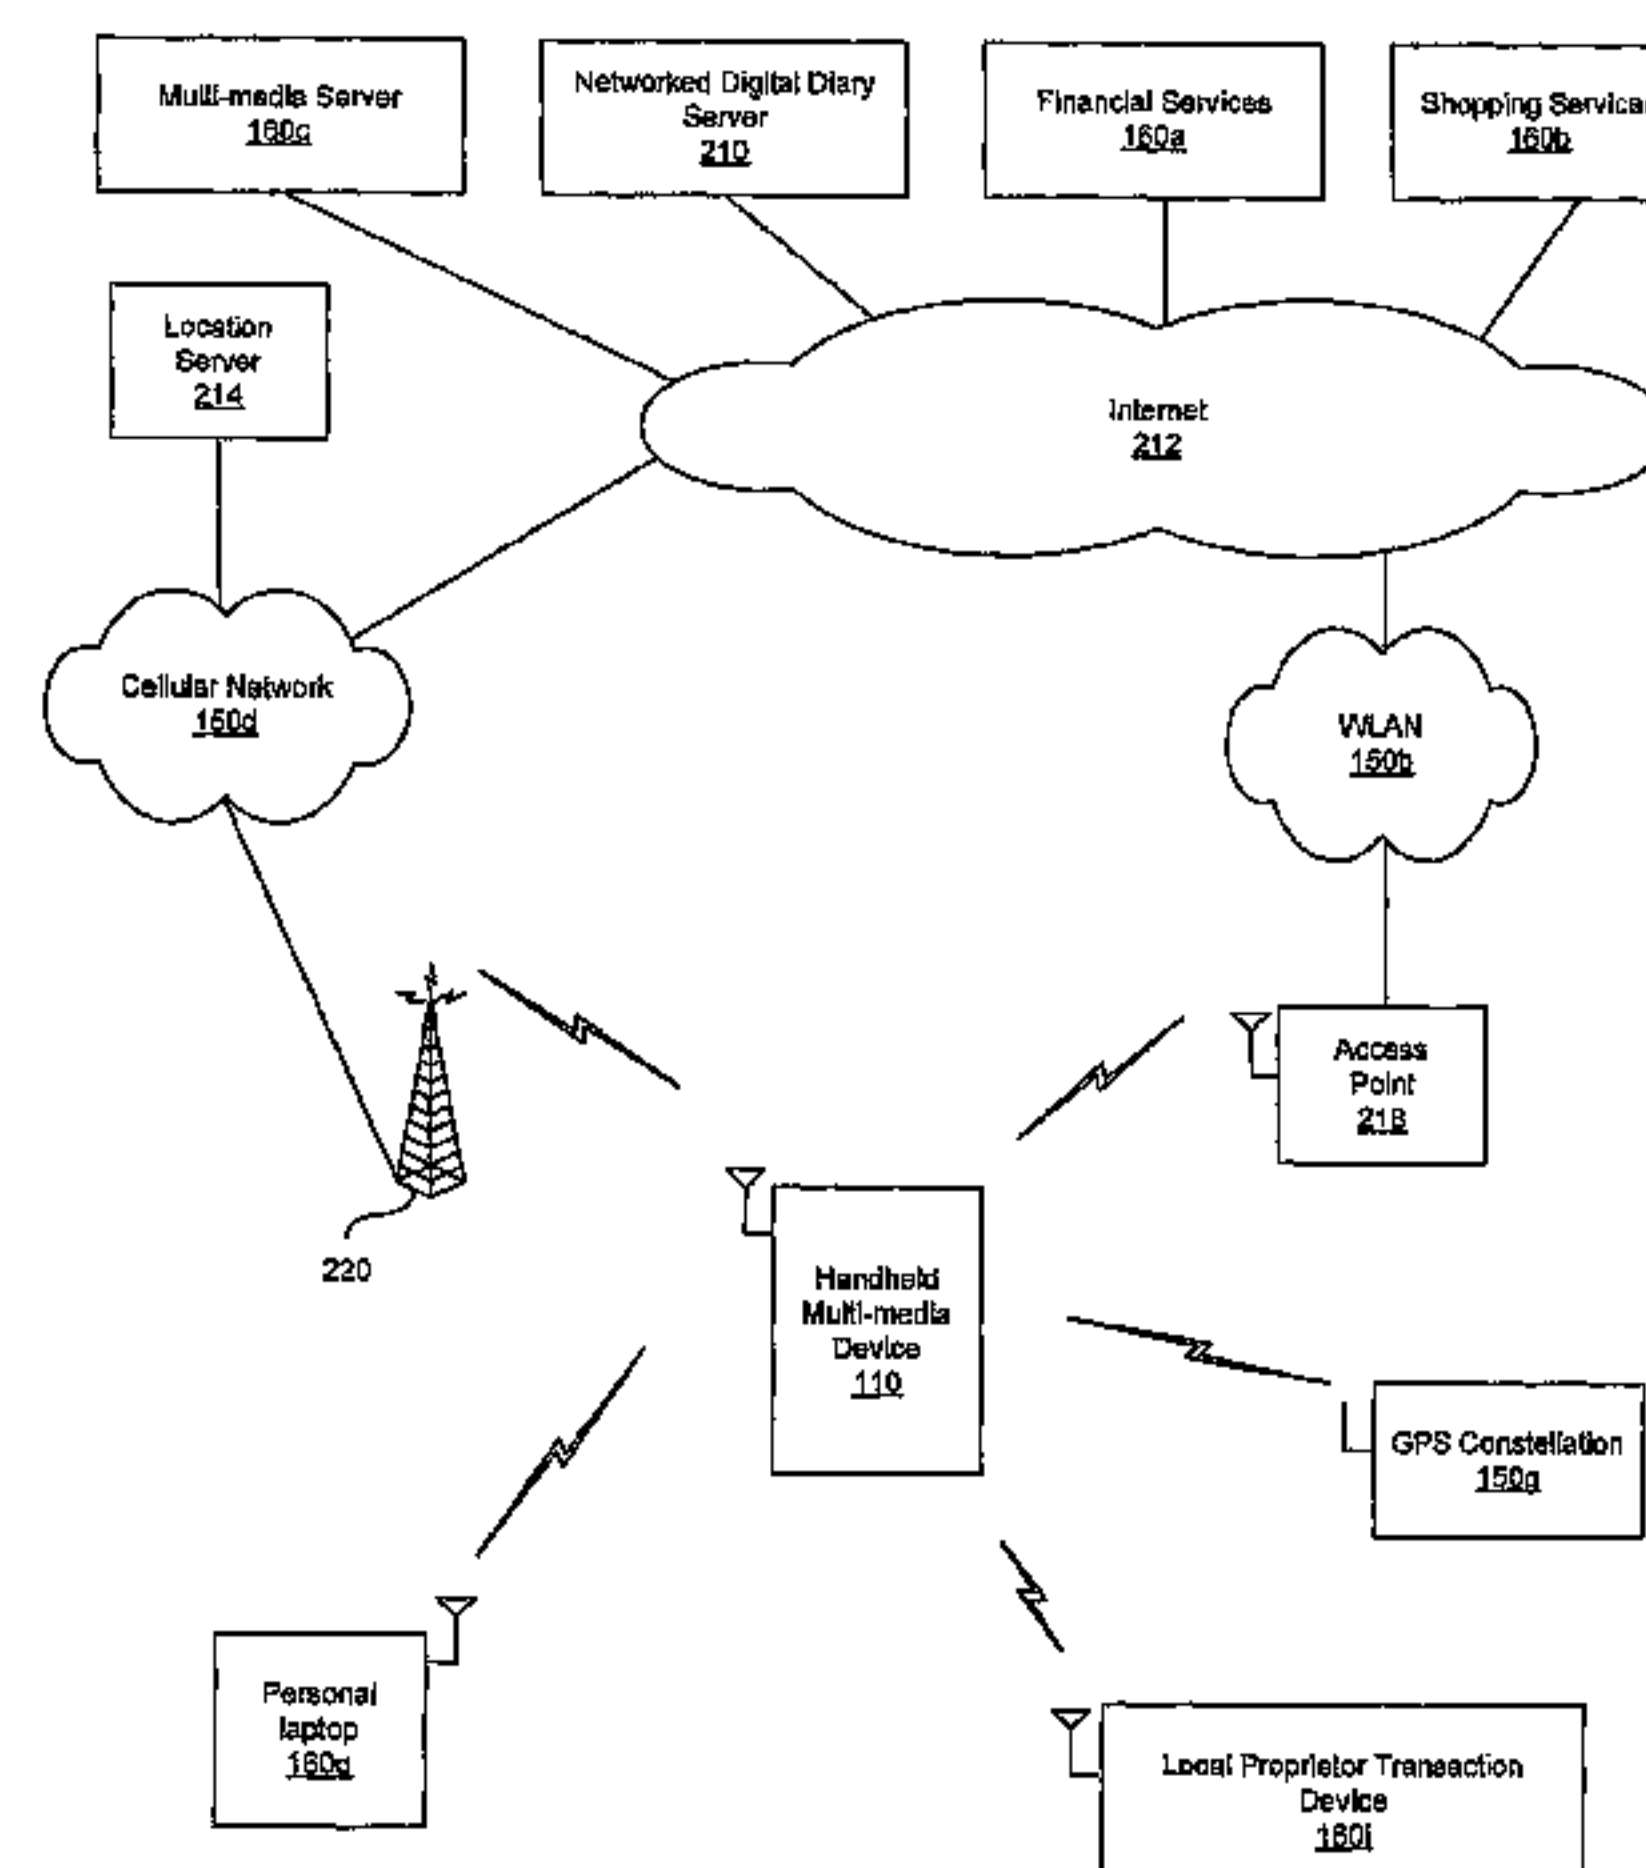 Multi-media Server
160c
Networked Digital Diary
Server
210
Financial Services
160a
Shopping Services
160b
Location
Server
214
Internet
212
Cellular Network
150d
WLAN
150b
Access
Point
218
220
Handheld
Multi-media
Device
110
GPS Constellation
150g
Personal
laptop
Local Proprietor Transaction
Device